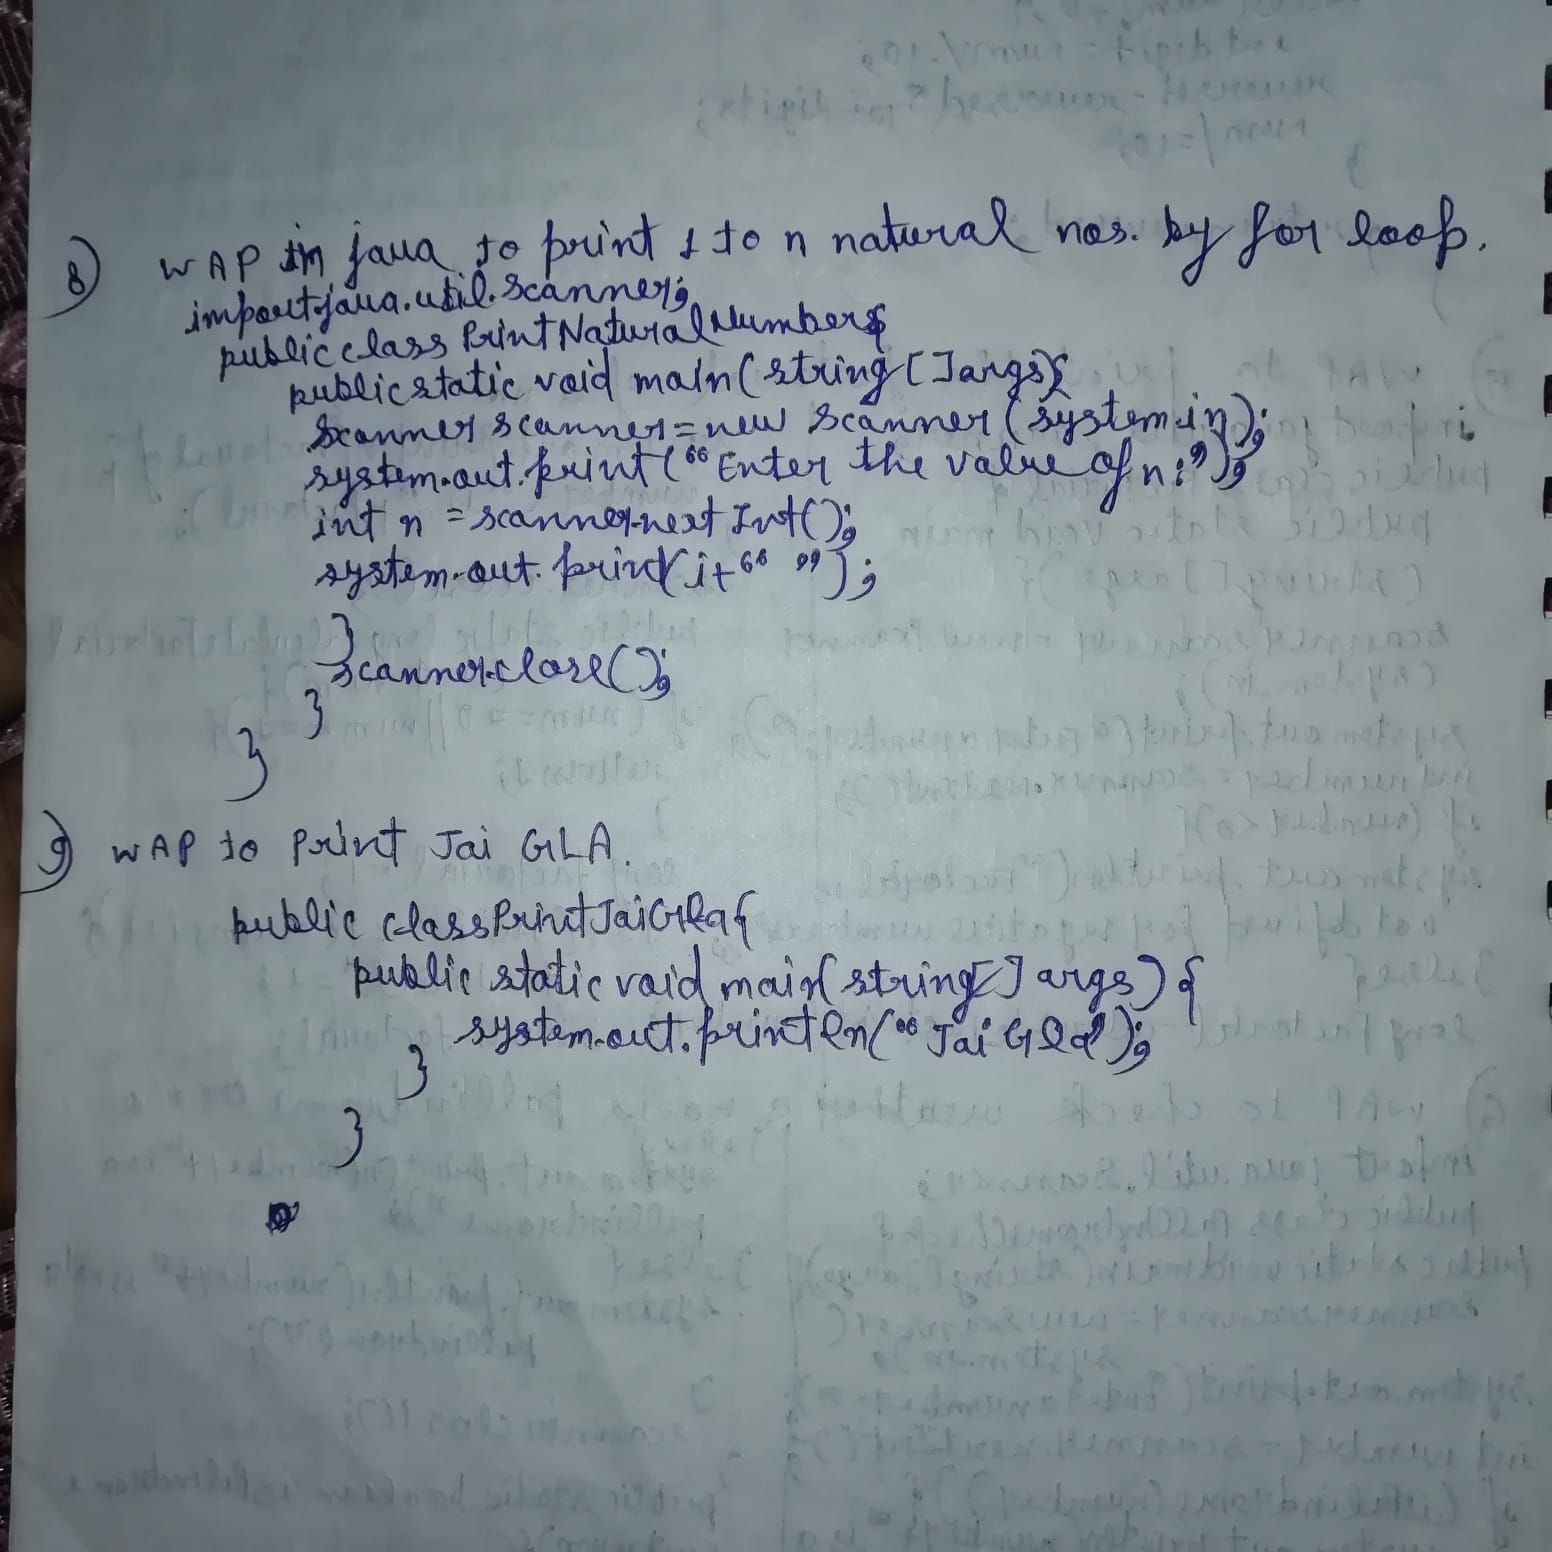 8) WAP in java to print 1 to n natural nos. by for loop.
import java.util.Scanner;
public class PrintNaturalNumbers{
public static void main(string[]args){
Scanner scanner=new Scanner(system.in);
system.out.print("Enter the value of n:");
int n = scanner.nextInt();
system.out.print(i+" ");
}
scanner.close();
}
}
9) WAP to Print Jai GLA.
public class PrintJaiGla{
public static void main(string[] args) {
system.out.println("Jai Gla");
}
}